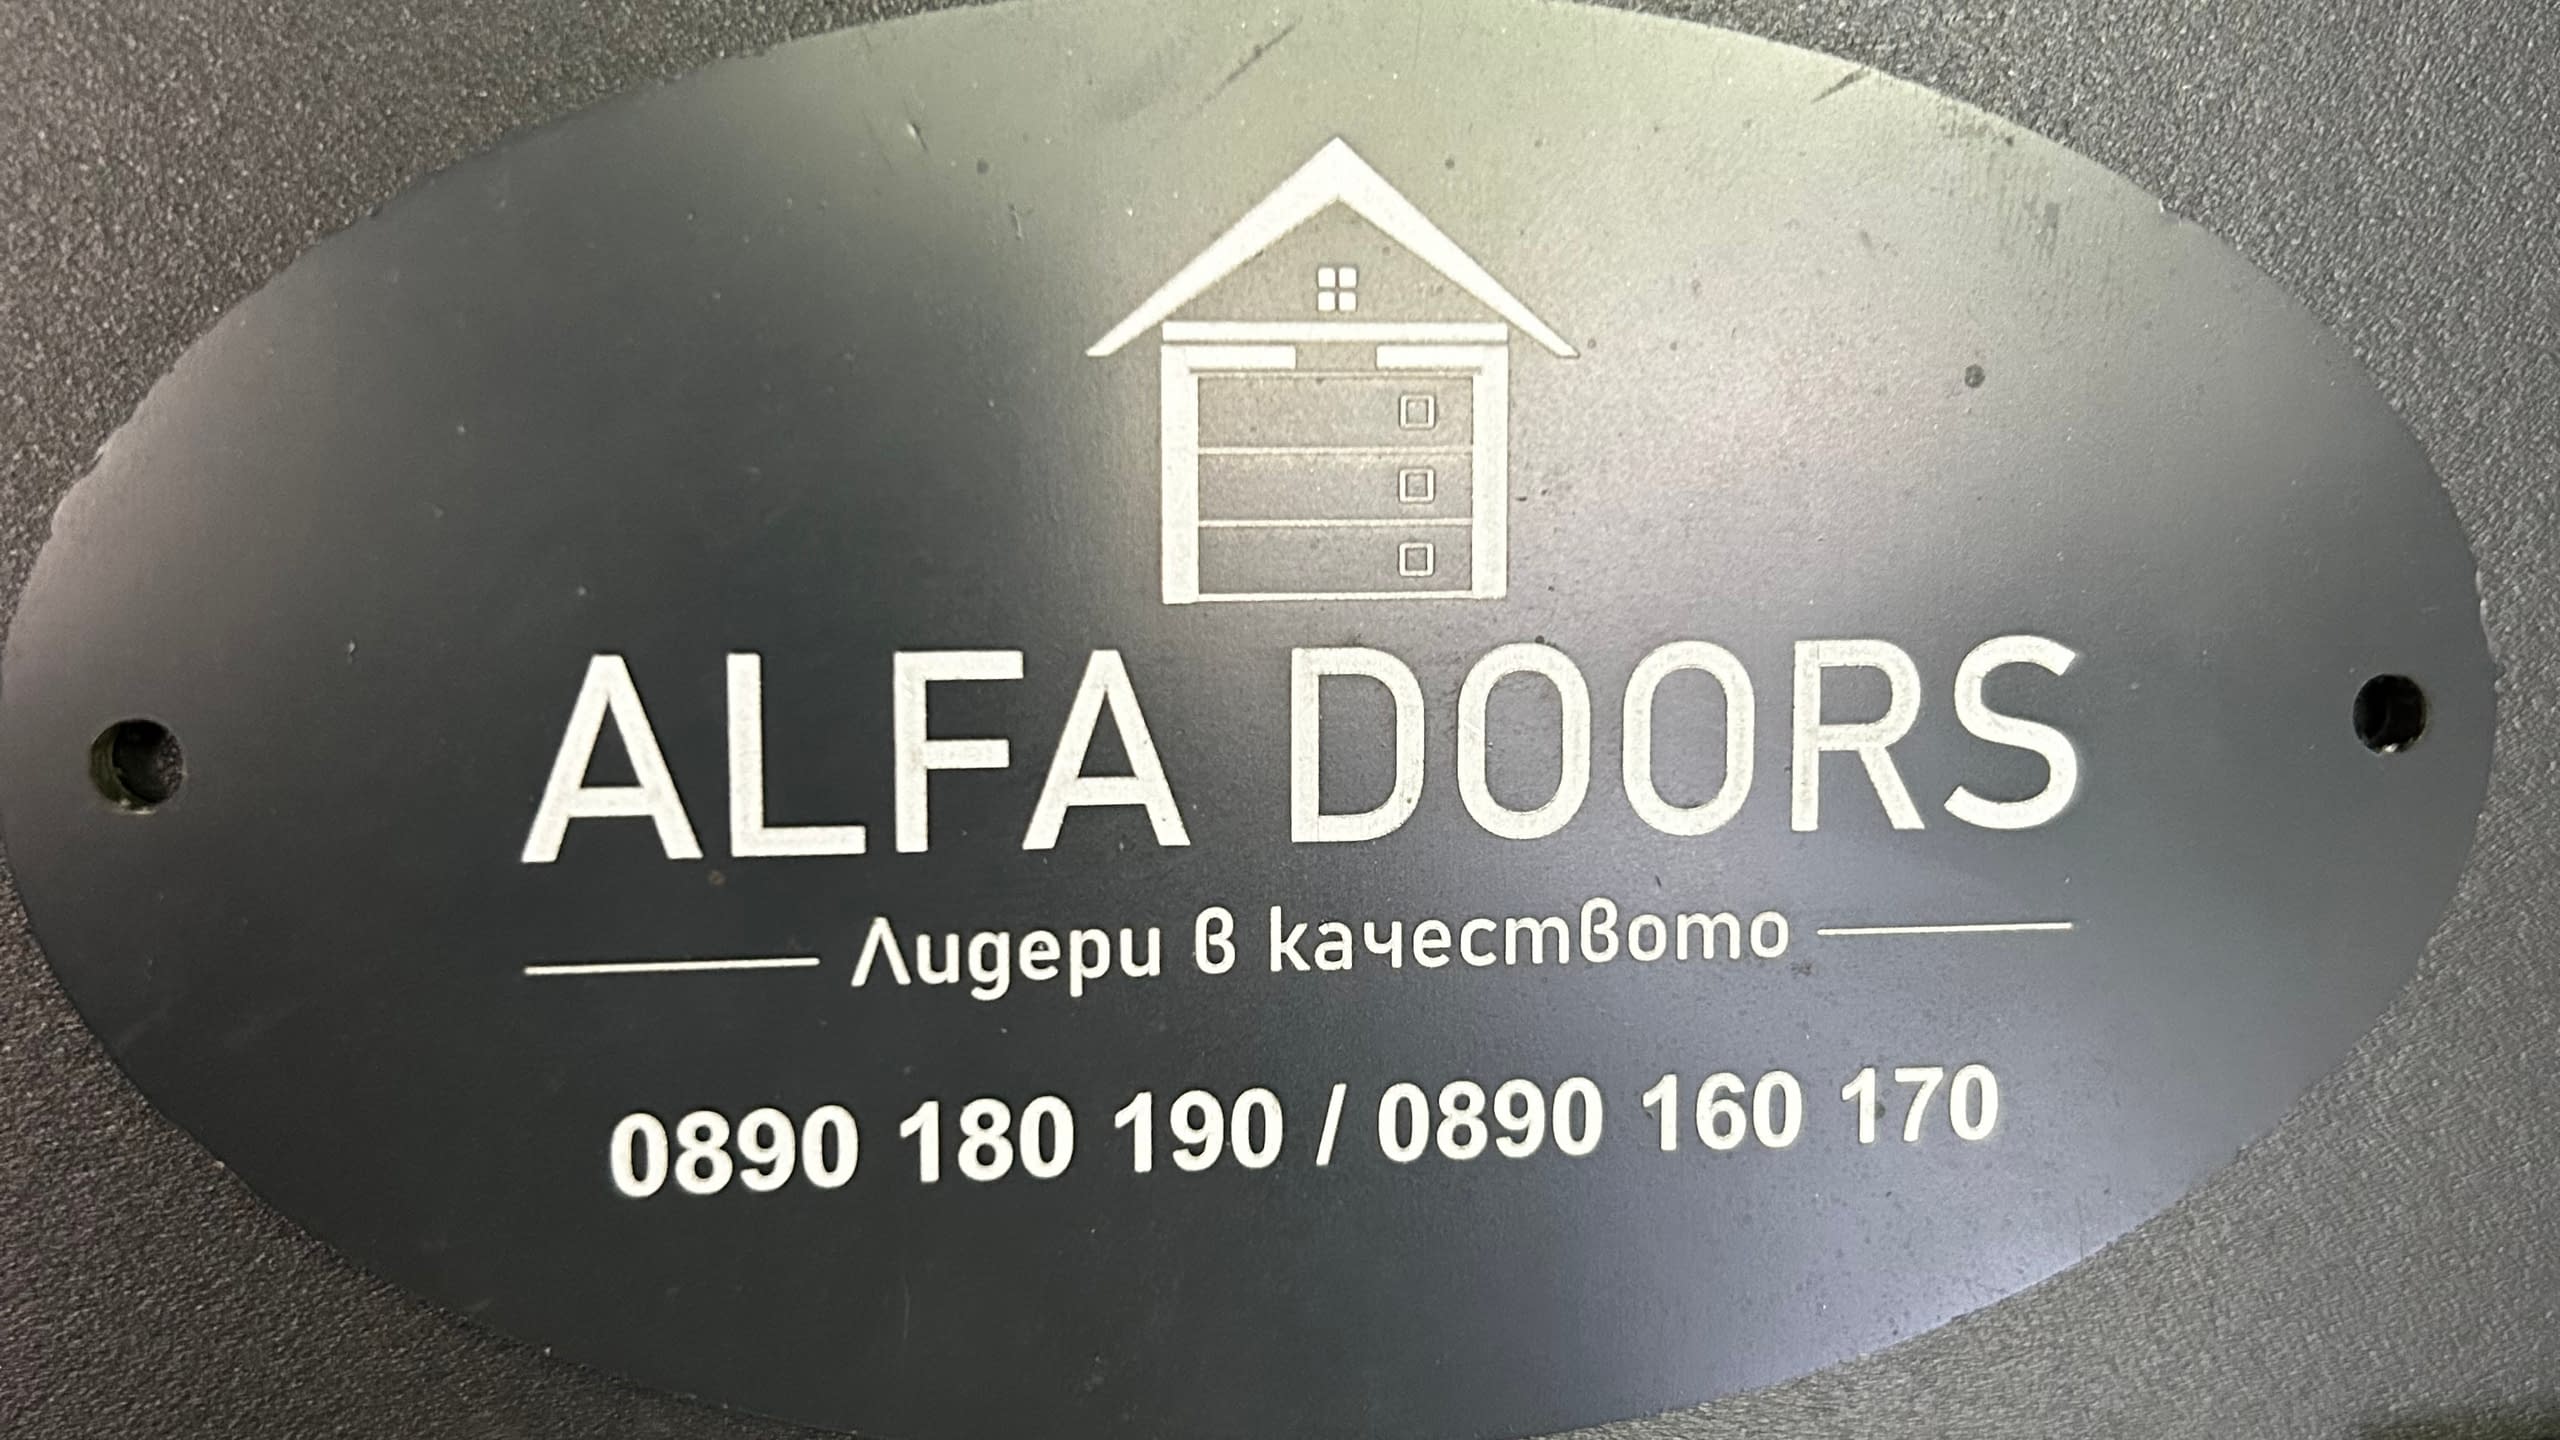 ALFA DOORS
Лидери в качеството
0890 180 190 / 0890 160 170